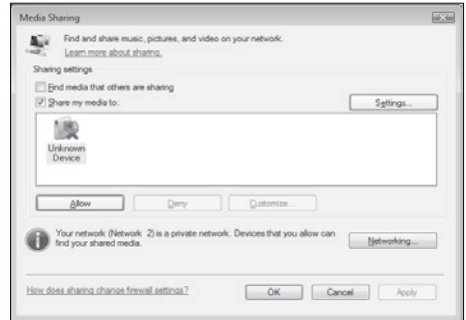 Media Sharing
Find and share music, pictures, and video on your network.
Learn more about sharing.
Sharing settings
Find media that others are sharing
Share my media to:
Settings...
Unknown
Device
Allow
Deny
Customize...
Your network (Network 2) is a private network. Devices that you allow can
find your shared media.
Networking...
How does sharing change firewall settings?
OK
Cancel
Apply